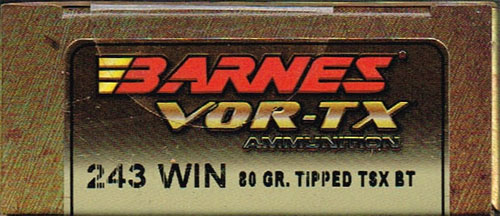 BARNES
VOR-TX
AMMUNITION
243 WIN 80 GR. TIPPED TSX BT